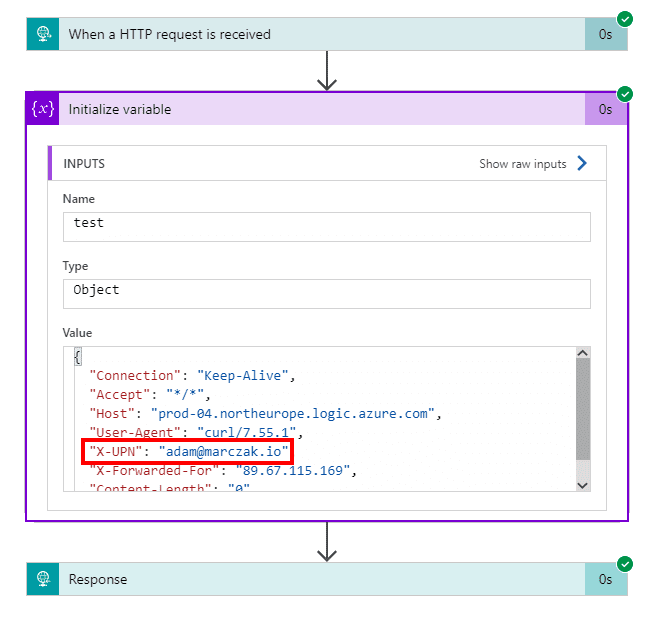 When a HTTP request is received 0s
{x} Initialize variable 0s
INPUTS Show raw inputs
Name
test
Type
Object
Value
{
"Connection": "Keep-Alive",
"Accept": "*/*",
"Host": "prod-04.northeurope.logic.azure.com",
"User-Agent": "curl/7.55.1",
"X-UPN": "adam@marczak.io"
"X-Forwarded-For": "89.67.115.169",
"Content-Length": "0"
Response 0s